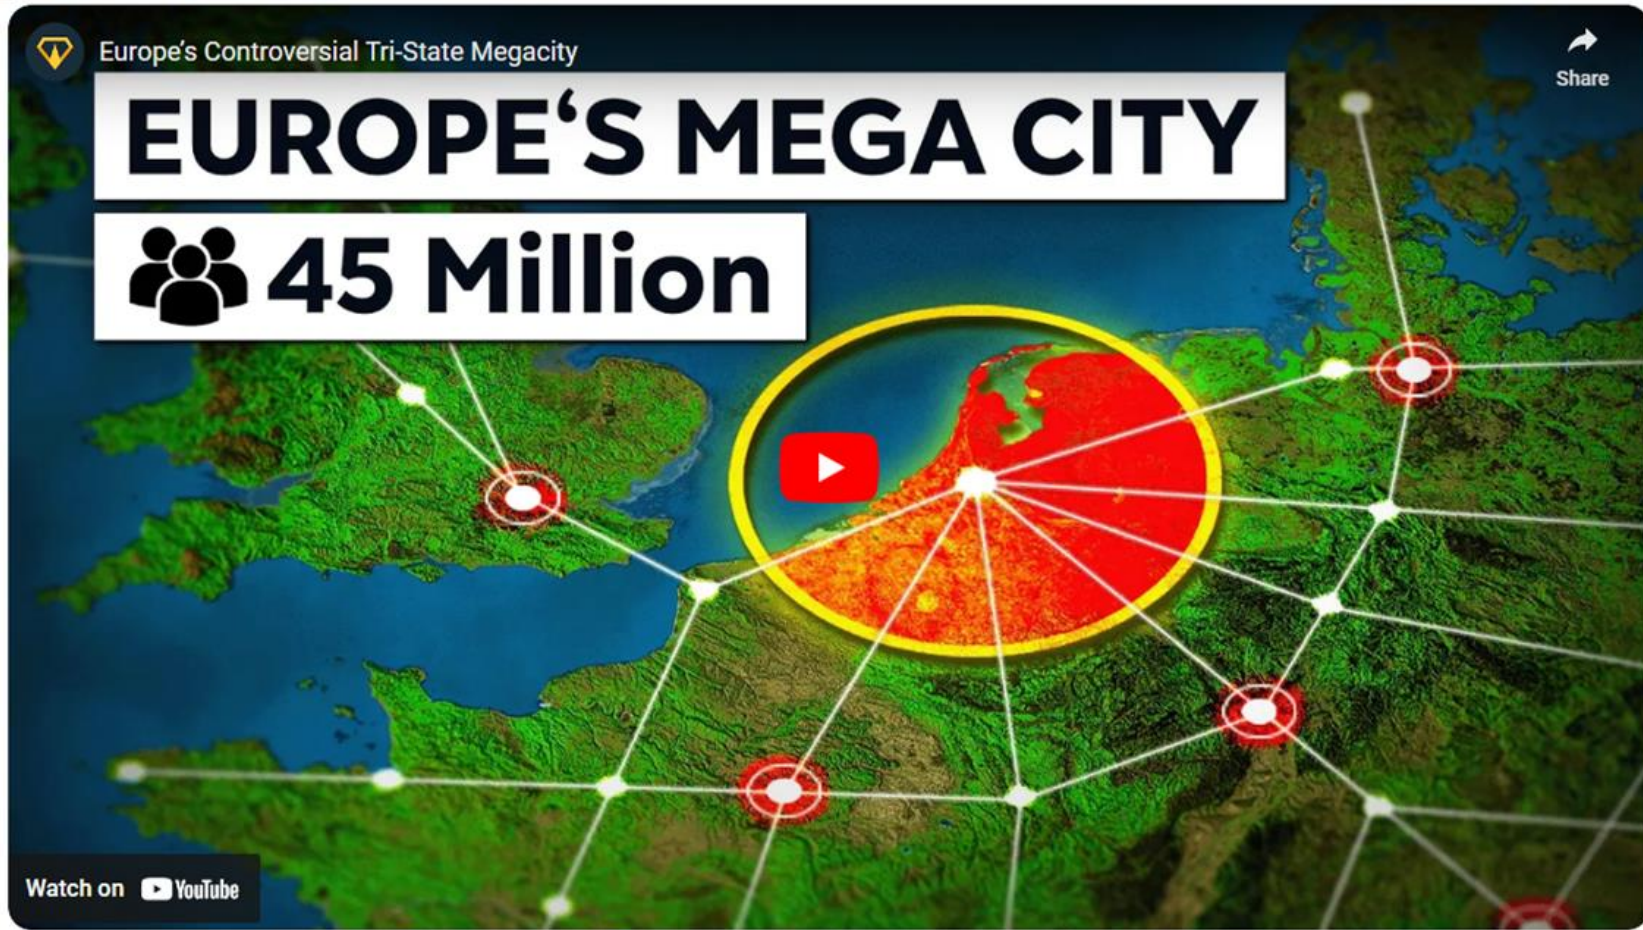 Europe's Controversial Tri-State Megacity
Share
EUROPE‘S MEGA CITY
45 Million
Watch on YouTube